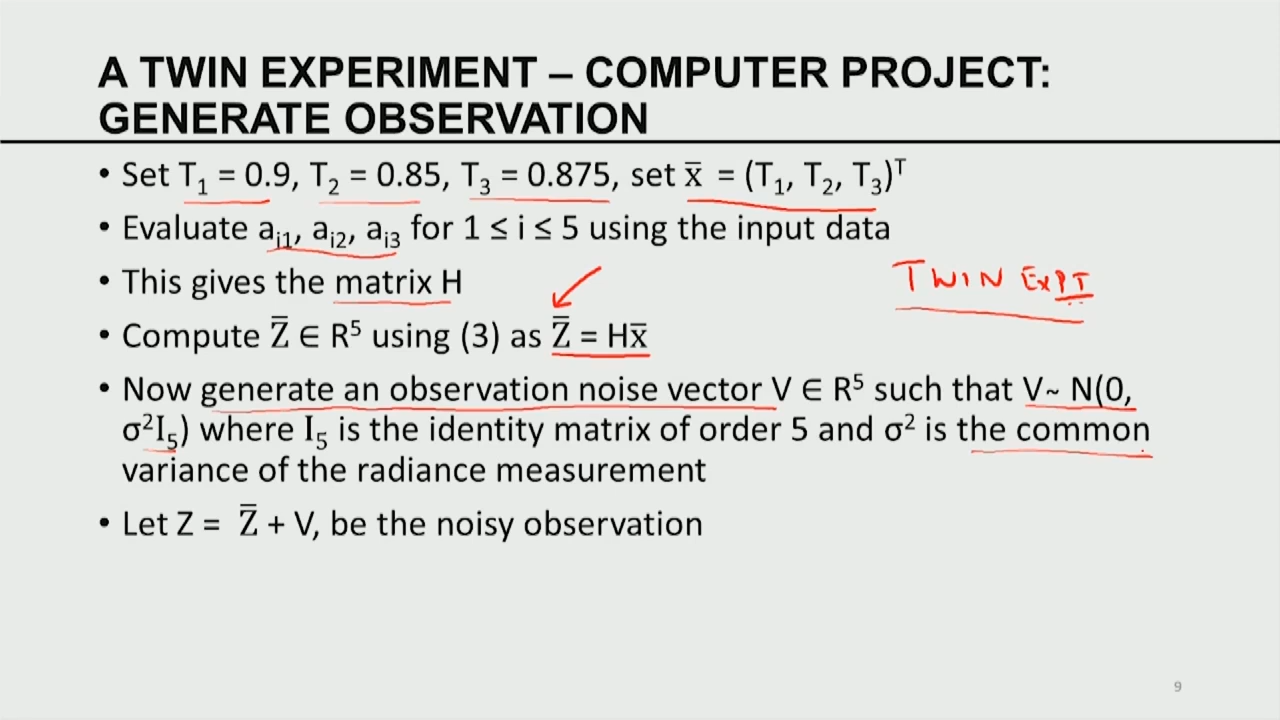 A TWIN EXPERIMENT – COMPUTER PROJECT:
GENERATE OBSERVATION
• Set T₁ = 0.9, T₂ = 0.85, T₃ = 0.875, set x̅ = (T₁, T₂, T₃)ᵀ
• Evaluate aᵢ₁, aᵢ₂, aᵢ₃ for 1 ≤ i ≤ 5 using the input data
• This gives the matrix H
TWIN EXPT
• Compute Z̅ ∈ R⁵ using (3) as Z̅ = Hx̅
• Now generate an observation noise vector V ∈ R⁵ such that V~ N(0,
σ²I₅) where I₅ is the identity matrix of order 5 and σ² is the common
variance of the radiance measurement
• Let Z = Z̅ + V, be the noisy observation
9